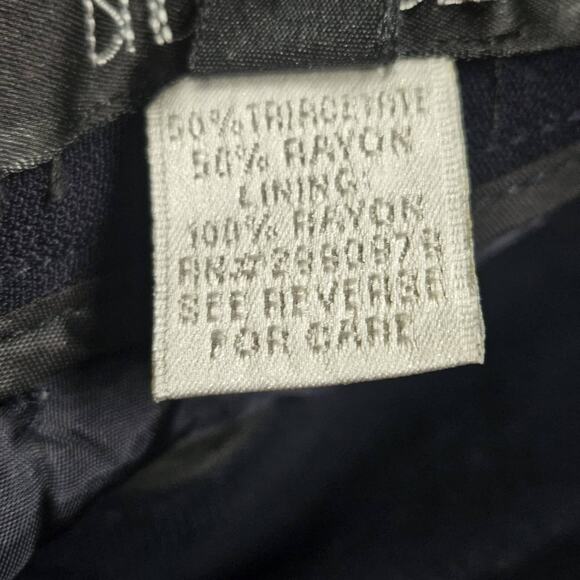 50% TRIACETATE
50% RAYON
LINING:
100% RAYON
SEE REVERSE
FOR CARE